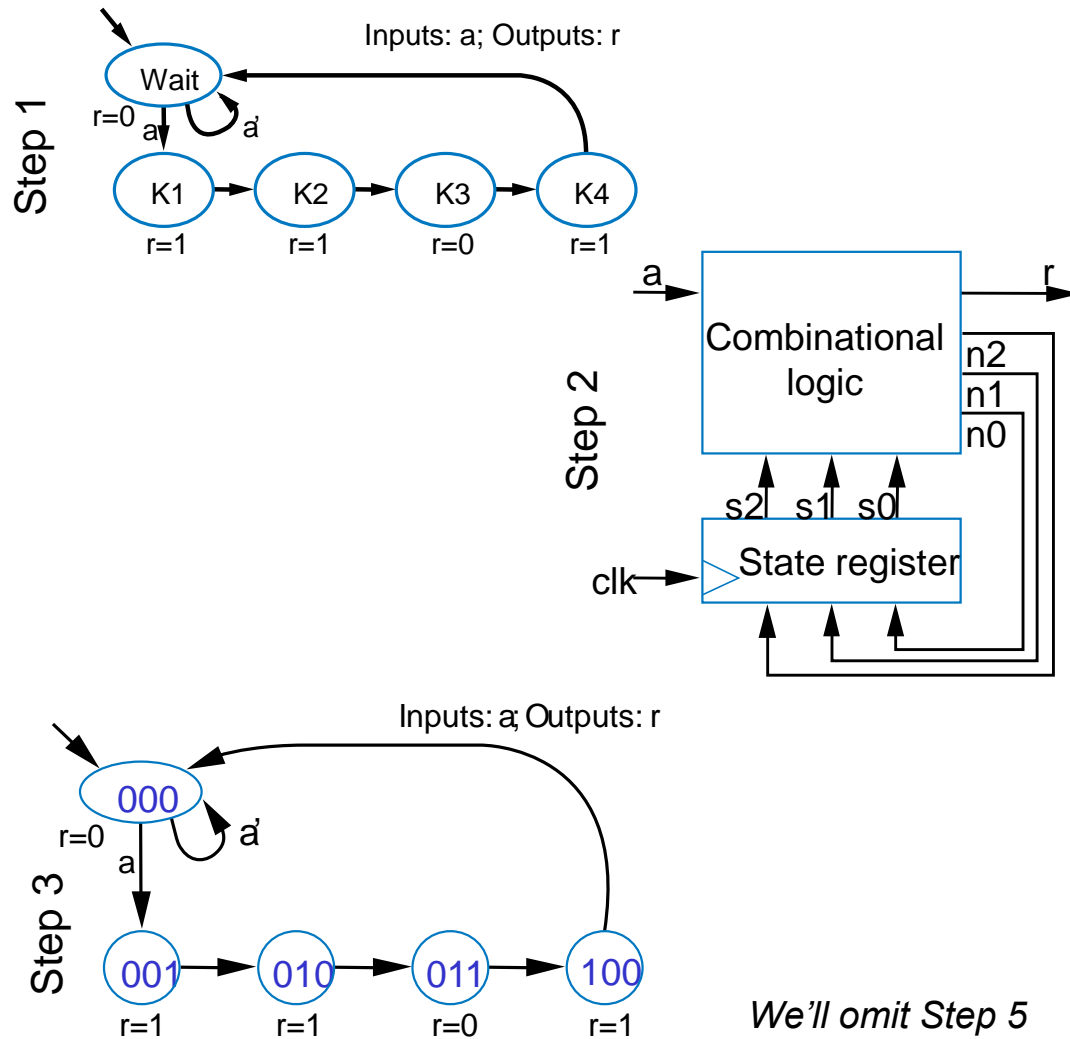 Inputs: a; Outputs: r
Step 1
Wait
r=0
a
a'
K1 K2 K3 K4
r=1 r=1 r=0 r=1
Step 2
a
r
Combinational
logic
n2
n1
n0
s2 s1 s0
clk
State register
Step 3
Inputs: a; Outputs: r
000
r=0
a
a'
001 010 011 100
r=1 r=1 r=0 r=1
We'll omit Step 5